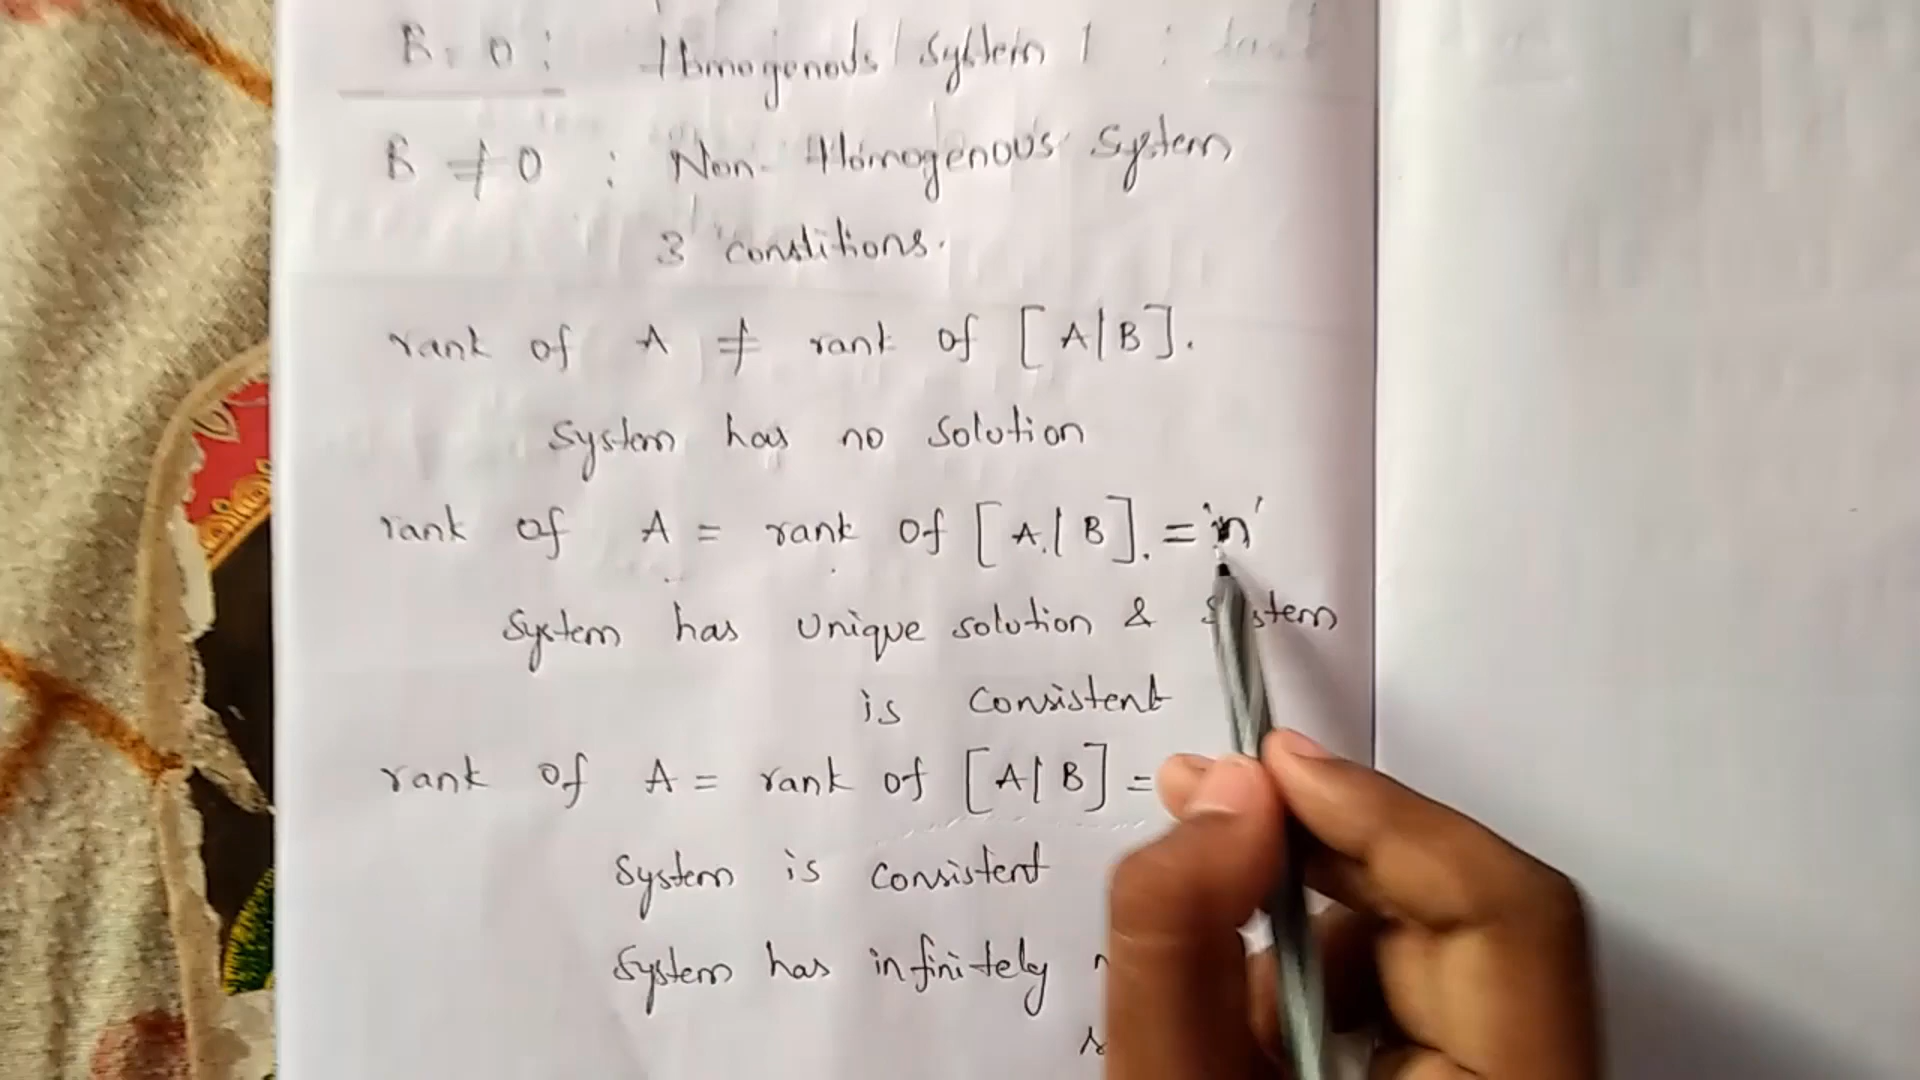 B = 0 : Homogenous System
B ≠ 0 : Non-Homogenous System
3 conditions.
rank of A ≠ rank of [A|B].
System has no solution
rank of A = rank of [A|B]. = 'n'
System has unique solution & System
is consistent
rank of A = rank of [A|B] =
System is consistent
System has infinitely